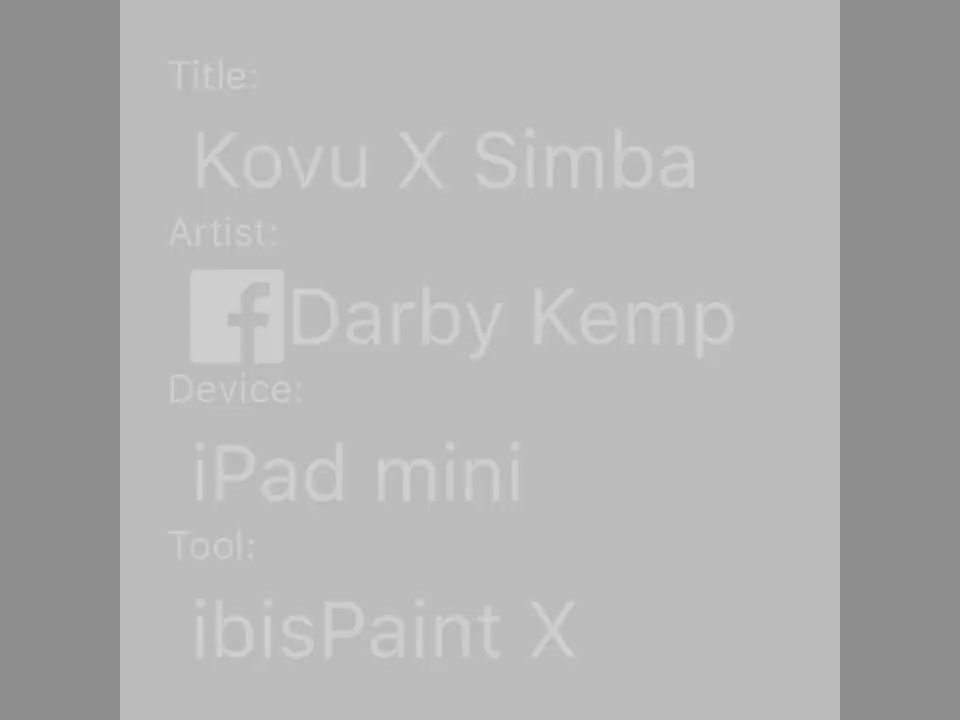 Title:
Kovu X Simba
Artist:
Darby Kemp
Device:
iPad mini
Tool:
ibisPaint X